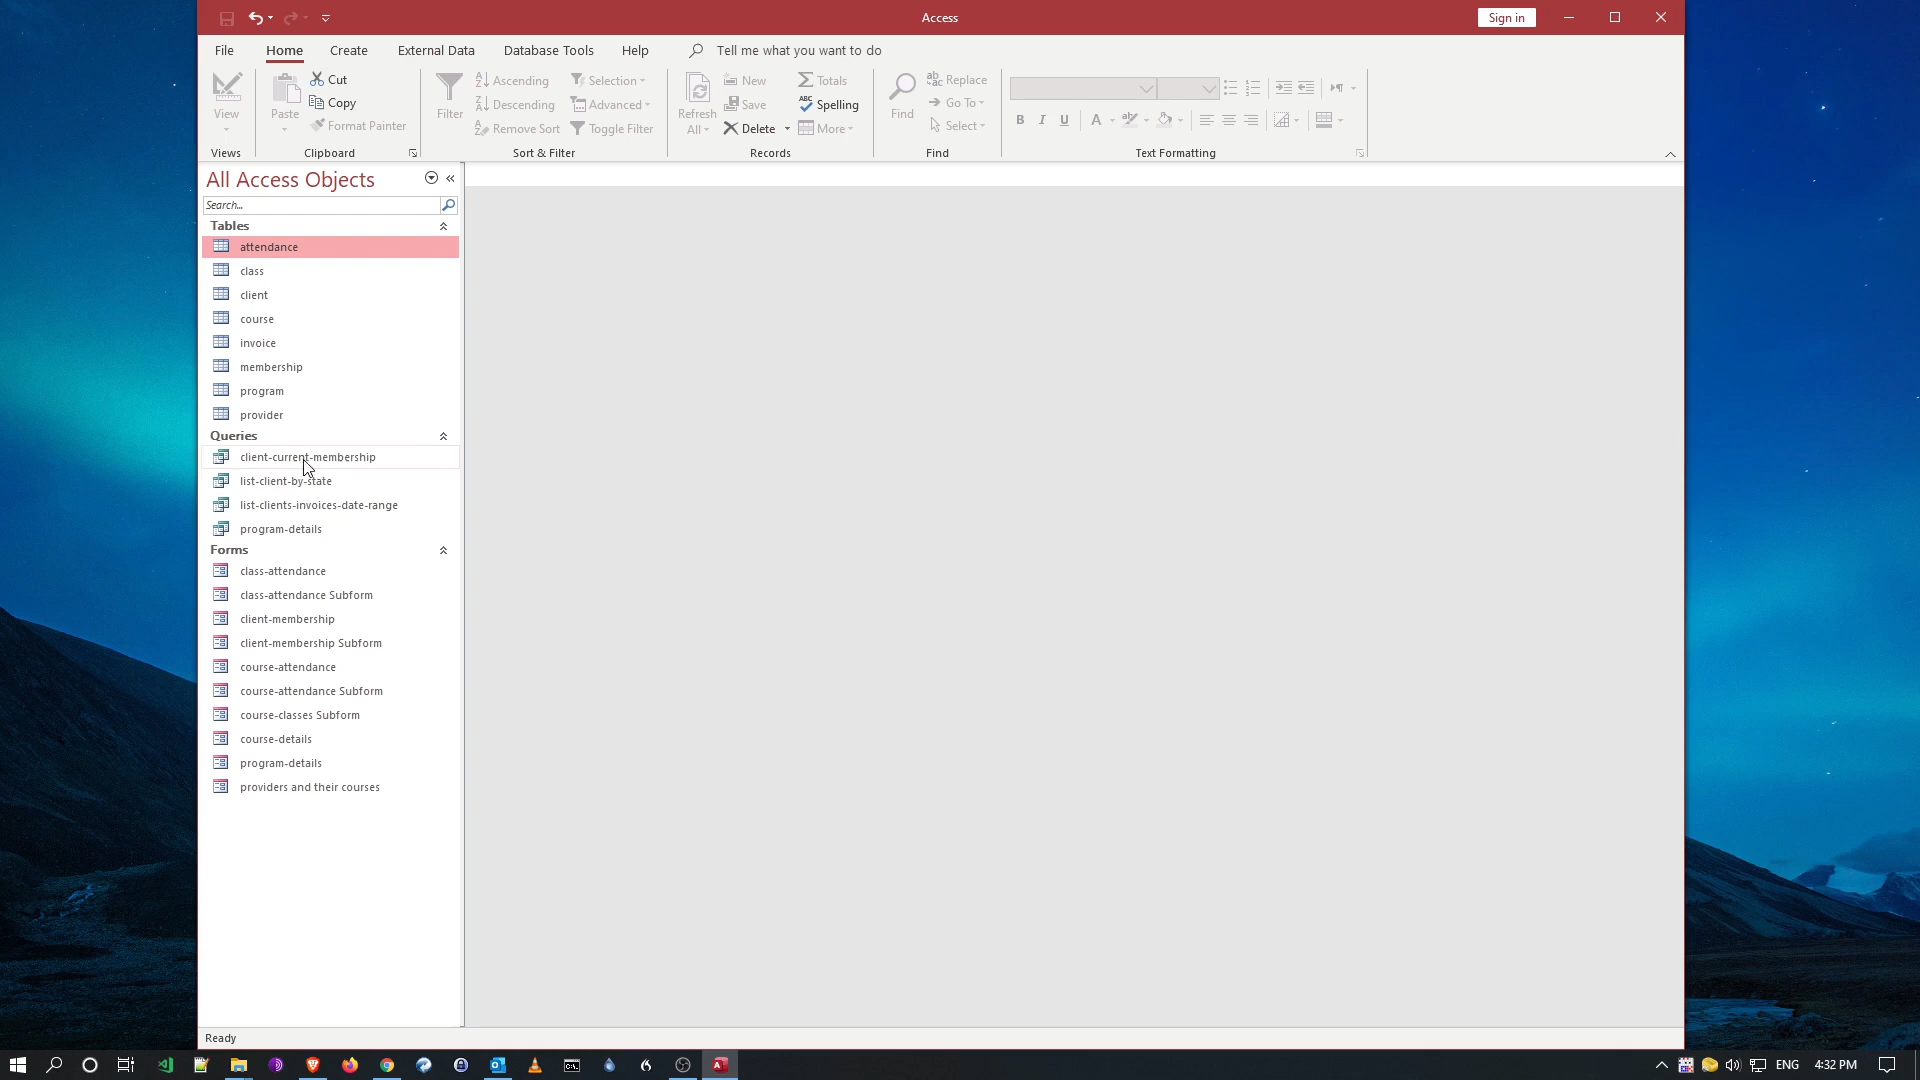 Access
Sign in
File
Home
Create
External Data
Database Tools
Help
Tell me what you want to do
View
Views
Paste
Cut
Copy
Format Painter
Clipboard
Filter
Ascending
Descending
Remove Sort
Selection
Advanced
Toggle Filter
Sort & Filter
Refresh
All
New
Save
Delete
Totals
Spelling
More
Records
Find
Replace
Go To
Select
Find
B I U A
Text Formatting
All Access Objects
Search...
Tables
attendance
class
client
course
invoice
membership
program
provider
Queries
client-current-membership
list-client-by-state
list-clients-invoices-date-range
program-details
Forms
class-attendance
class-attendance Subform
client-membership
client-membership Subform
course-attendance
course-attendance Subform
course-classes Subform
course-details
program-details
providers and their courses
Ready
ENG
4:32 PM